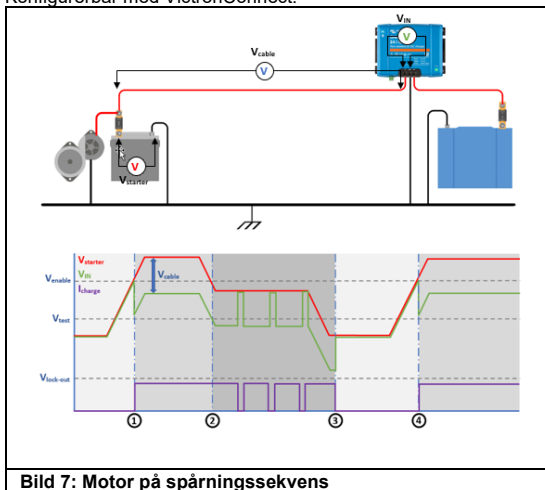 Konfigurerbar med VictronConnect.
VIN
V
Vcable
V
V
Vstarter
Vstarter
VIN
Icharge
Venable
Vcable
Vtest
Vlock-out
1 2 3 4
Bild 7: Motor på spårningssekvens